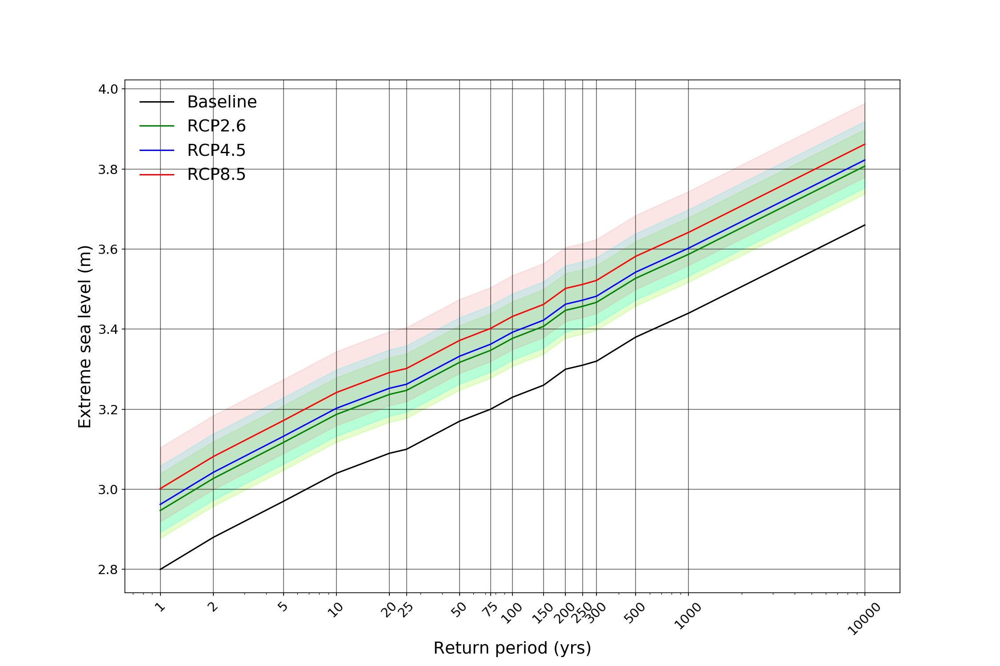 4.0
3.8
3.6
3.4
3.2
3.0
2.8
Extreme sea level (m)
Baseline
RCP2.6
RCP4.5
RCP8.5
1 2 5 10 20 25 50 75 100 150 200 250 300 500 1000 10000
Return period (yrs)